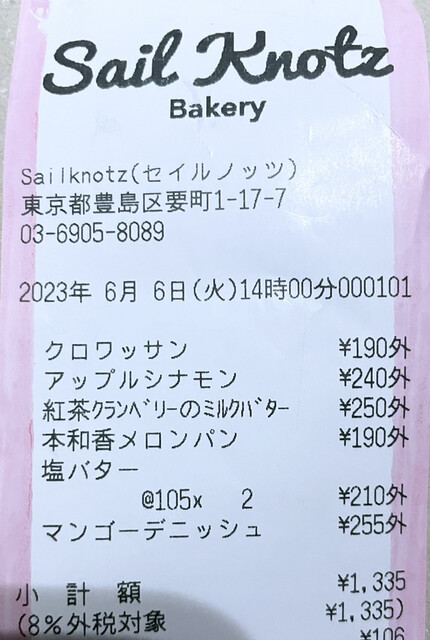 Sail Knotz
Bakery
Sailknotz(セイルノッツ)
東京都豊島区要町1-17-7
03-6905-8089
2023年 6月 6日(火)14時00分000101
クロワッサン ¥190外
アップルシナモン ¥240外
紅茶ｸﾗﾝﾍﾞﾘｰのﾐﾙｸﾊﾞﾀｰ ¥250外
本和香メロンパン ¥190外
塩バター
@105x 2 ¥210外
マンゴーデニッシュ ¥255外
小 計 額 ¥1,335
(8%外税対象 ¥1,335)
¥106